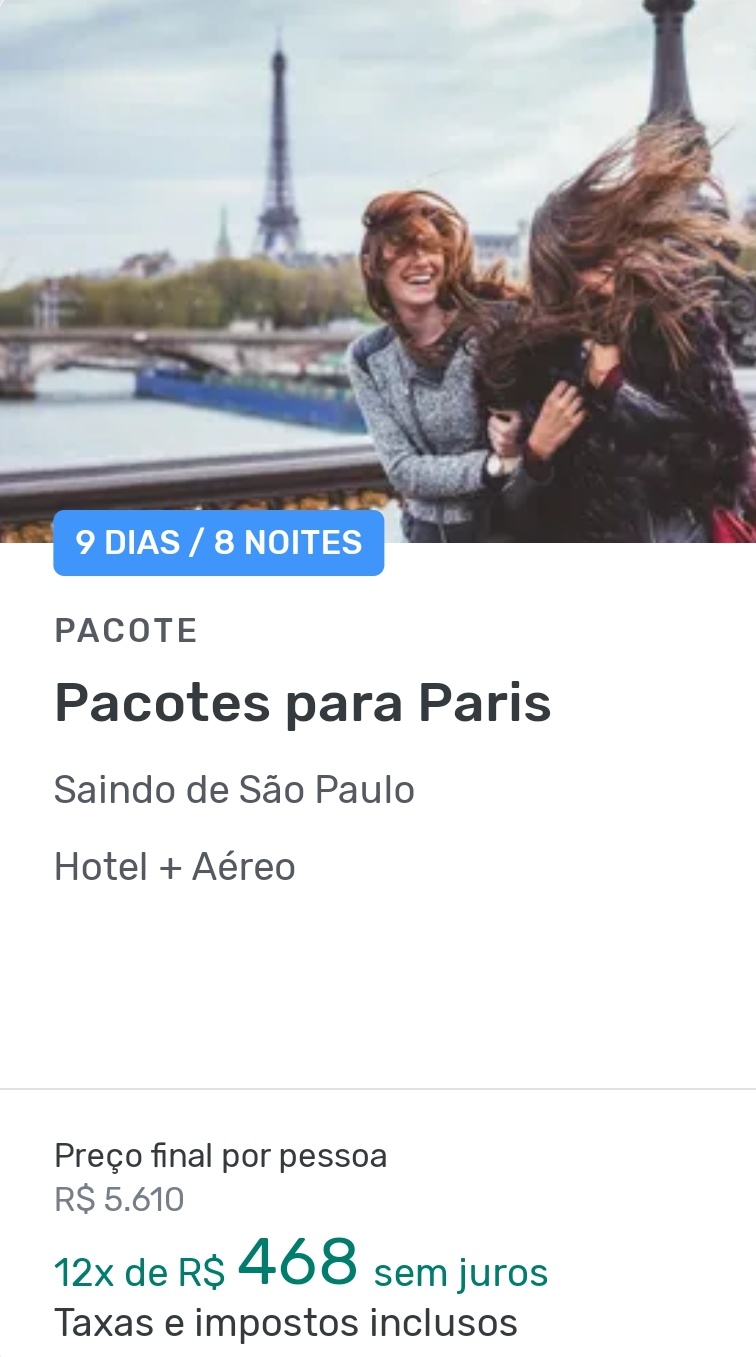 9 DIAS / 8 NOITES
PACOTE
Pacotes para Paris
Saindo de São Paulo
Hotel + Aéreo
Preço final por pessoa
R$ 5.610
12x de R$ 468 sem juros
Taxas e impostos inclusos